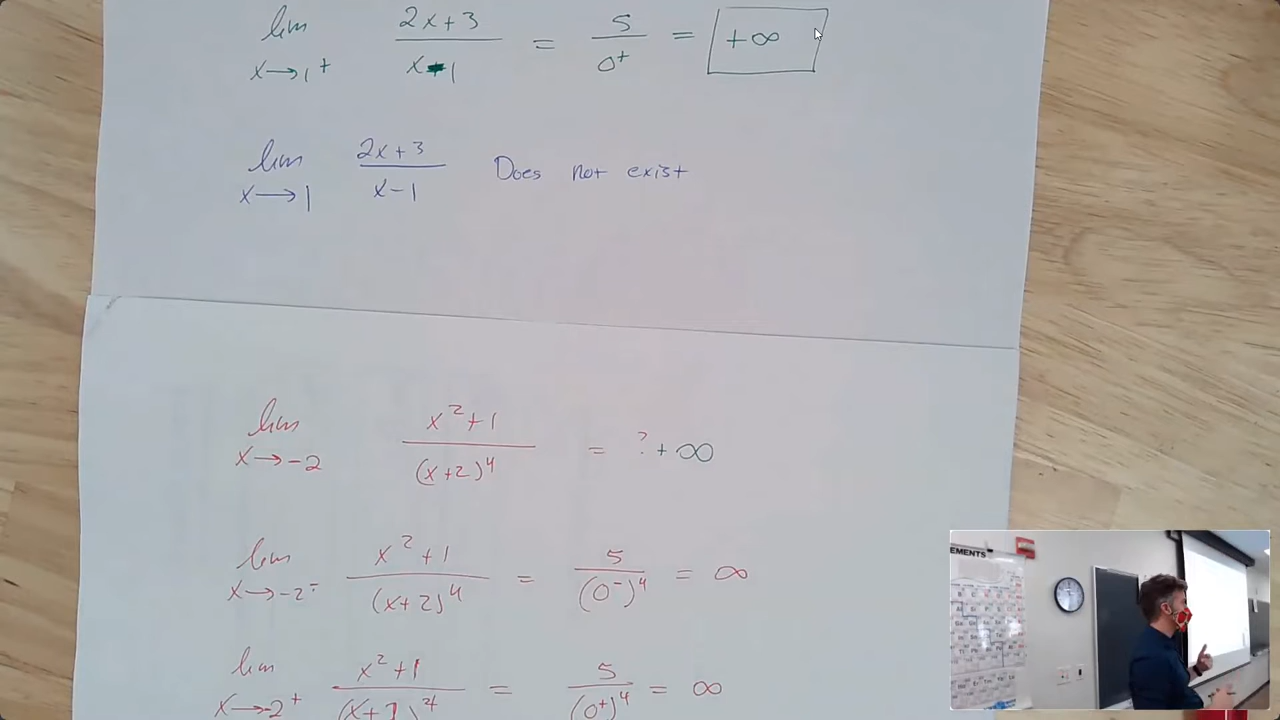 lim x→1⁺ (2x+3)/(x-1) = 5/0⁺ = +∞
lim x→1 (2x+3)/(x-1) Does not exist
lim x→-2 (x²+1)/(x+2)⁴ = ? +∞
lim x→-2⁻ (x²+1)/(x+2)⁴ = 5/(0⁻)⁴ = ∞
lim x→-2⁺ (x²+1)/(x+2)⁴ = 5/(0⁺)⁴ = ∞
EMENTS